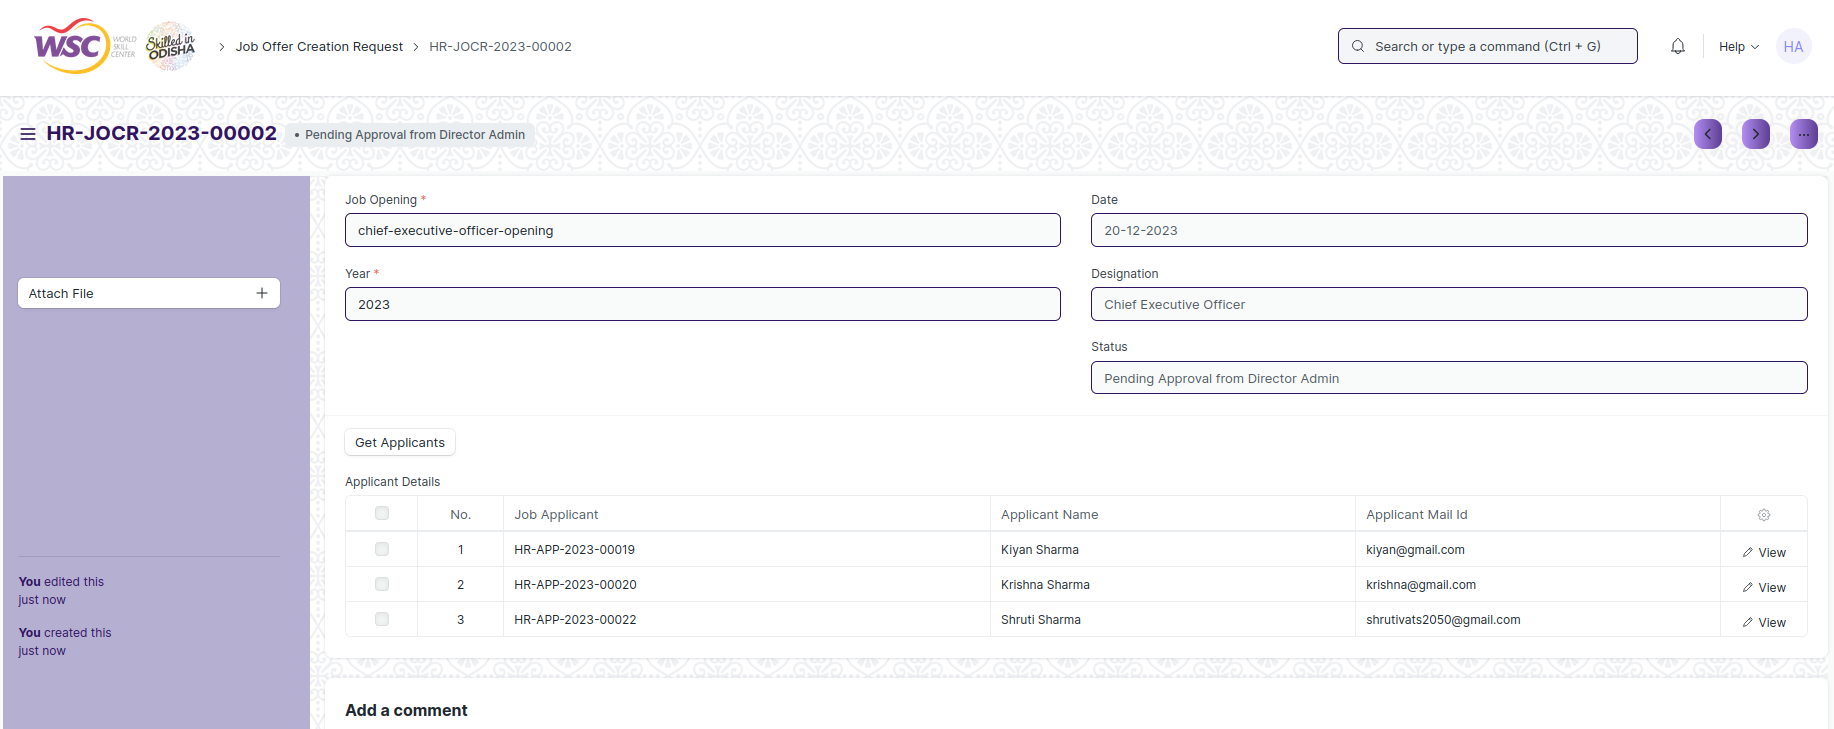 WSC WORLD SKILL CENTER Skilled in ODISHA
Job Offer Creation Request HR-JOCR-2023-00002
Search or type a command (Ctrl + G)
Help
HA
HR-JOCR-2023-00002
• Pending Approval from Director Admin
Attach File
You edited this
just now
You created this
just now
Job Opening *
chief-executive-officer-opening
Date
20-12-2023
Year *
2023
Designation
Chief Executive Officer
Status
Pending Approval from Director Admin
Get Applicants
Applicant Details
No. Job Applicant Applicant Name Applicant Mail Id
1 HR-APP-2023-00019 Kiyan Sharma kiyan@gmail.com View
2 HR-APP-2023-00020 Krishna Sharma krishna@gmail.com View
3 HR-APP-2023-00022 Shruti Sharma shrutivats2050@gmail.com View
Add a comment